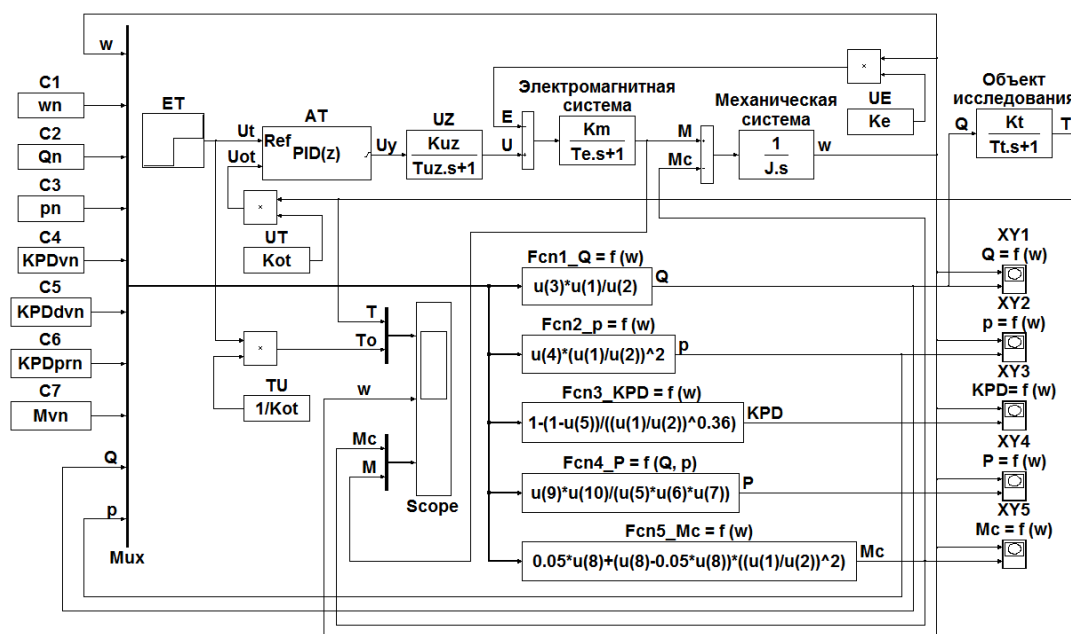 w
C1
wn
C2
Qn
C3
pn
C4
KPDvn
C5
KPDdvn
C6
KPDprn
C7
Mvn
Q
p
Mux
ET
Ut
Uot
AT
Ref
PID(z)
Uy
UZ
Kuz
Tuz.s+1
×
UT
Kot
E
U
Электромагнитная
система
Km
Te.s+1
M
Mc
Механическая
система
1
J.s
w
×
UE
Ke
Объект
исследования
Q
Kt
Tt.s+1
T
×
TU
1/Kot
T
To
w
Mc
M
Scope
Fcn1_Q = f (w)
u(3)*u(1)/u(2)
Q
Fcn2_p = f (w)
u(4)*(u(1)/u(2))^2
p
Fcn3_KPD = f (w)
1-(1-u(5))/((u(1)/u(2))^0.36)
KPD
Fcn4_P = f (Q, p)
u(9)*u(10)/(u(5)*u(6)*u(7))
P
Fcn5_Mc = f (w)
0.05*u(8)+(u(8)-0.05*u(8))*((u(1)/u(2))^2)
Mc
XY1
Q = f (w)
XY2
p = f (w)
XY3
KPD= f (w)
XY4
P = f (w)
XY5
Mc = f (w)